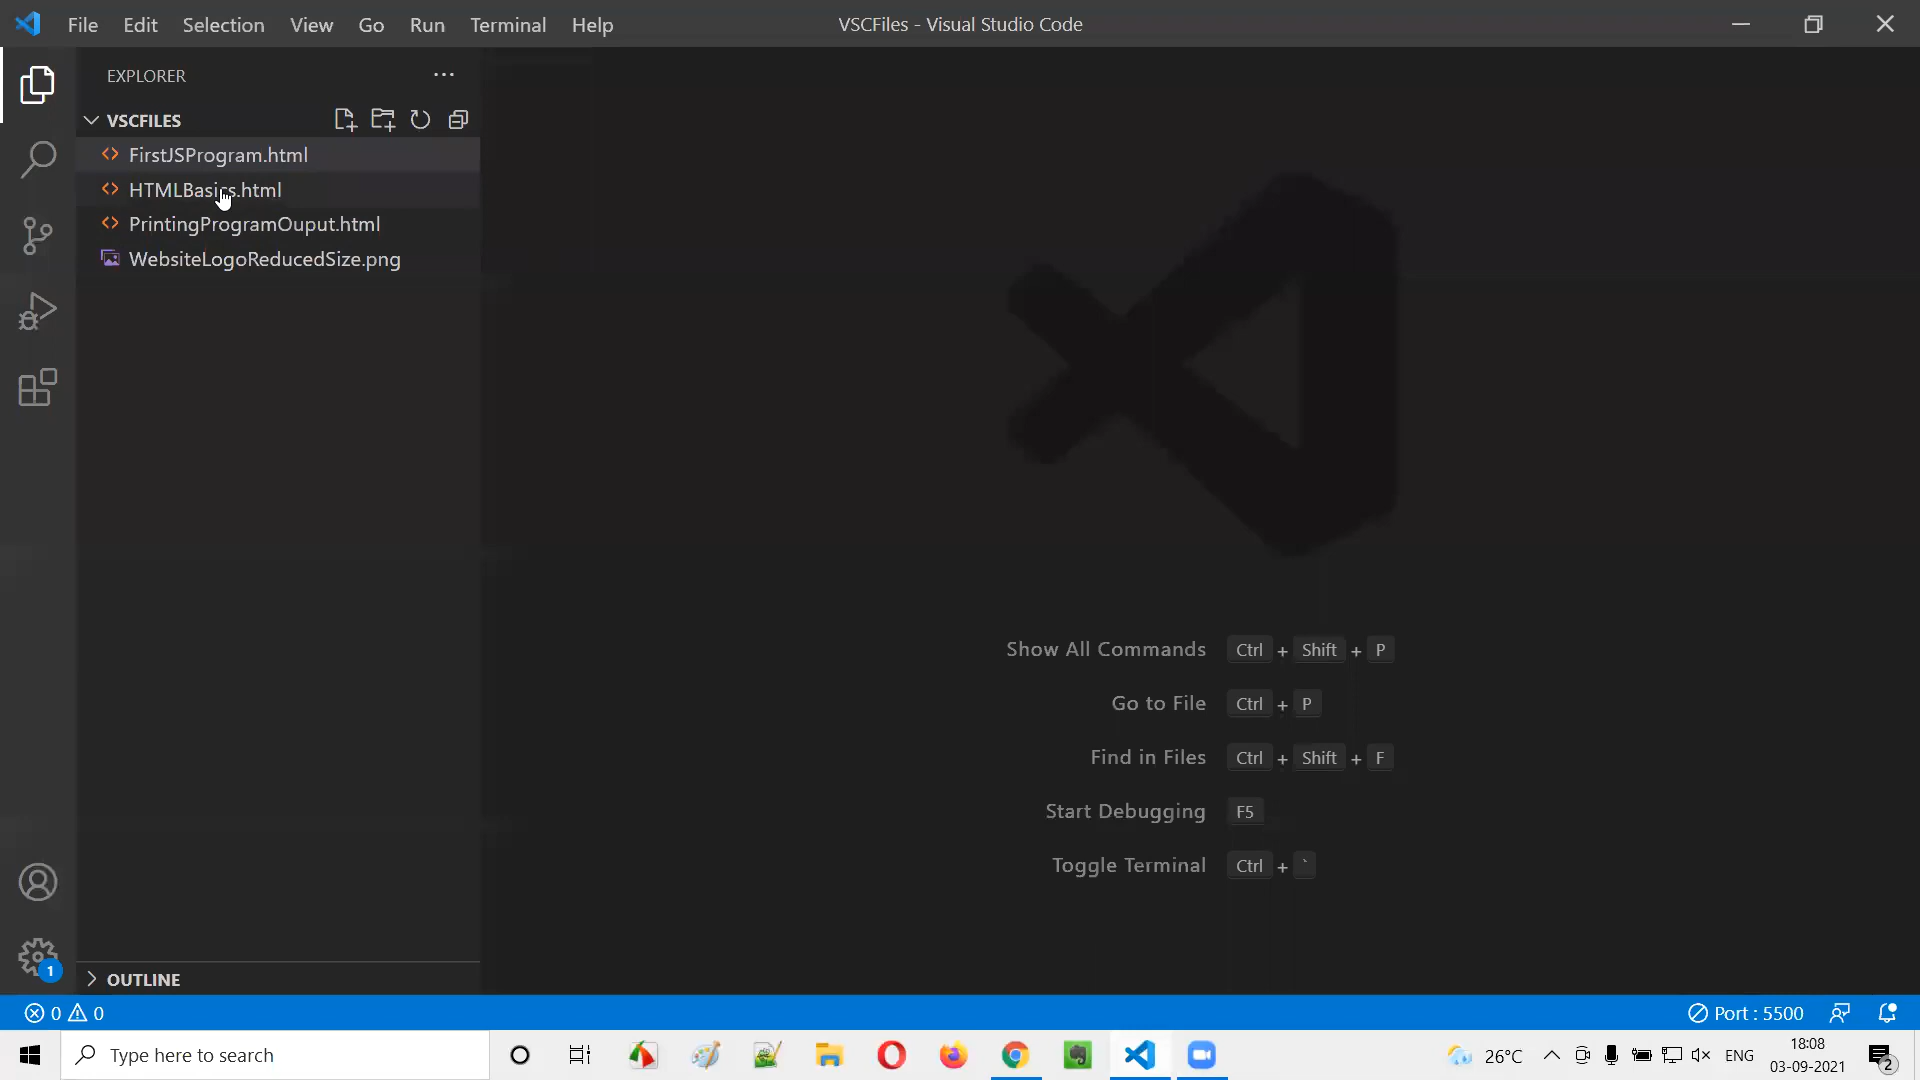 File Edit Selection View Go Run Terminal Help
VSCFiles - Visual Studio Code
EXPLORER
VSCFILES
FirstJSProgram.html
HTMLBasics.html
PrintingProgramOuput.html
WebsiteLogoReducedSize.png
Show All Commands Ctrl + Shift + P
Go to File Ctrl + P
Find in Files Ctrl + Shift + F
Start Debugging F5
Toggle Terminal Ctrl + `
1
OUTLINE
0 0
Port : 5500
Type here to search
26°C
ENG
18:08
03-09-2021
2